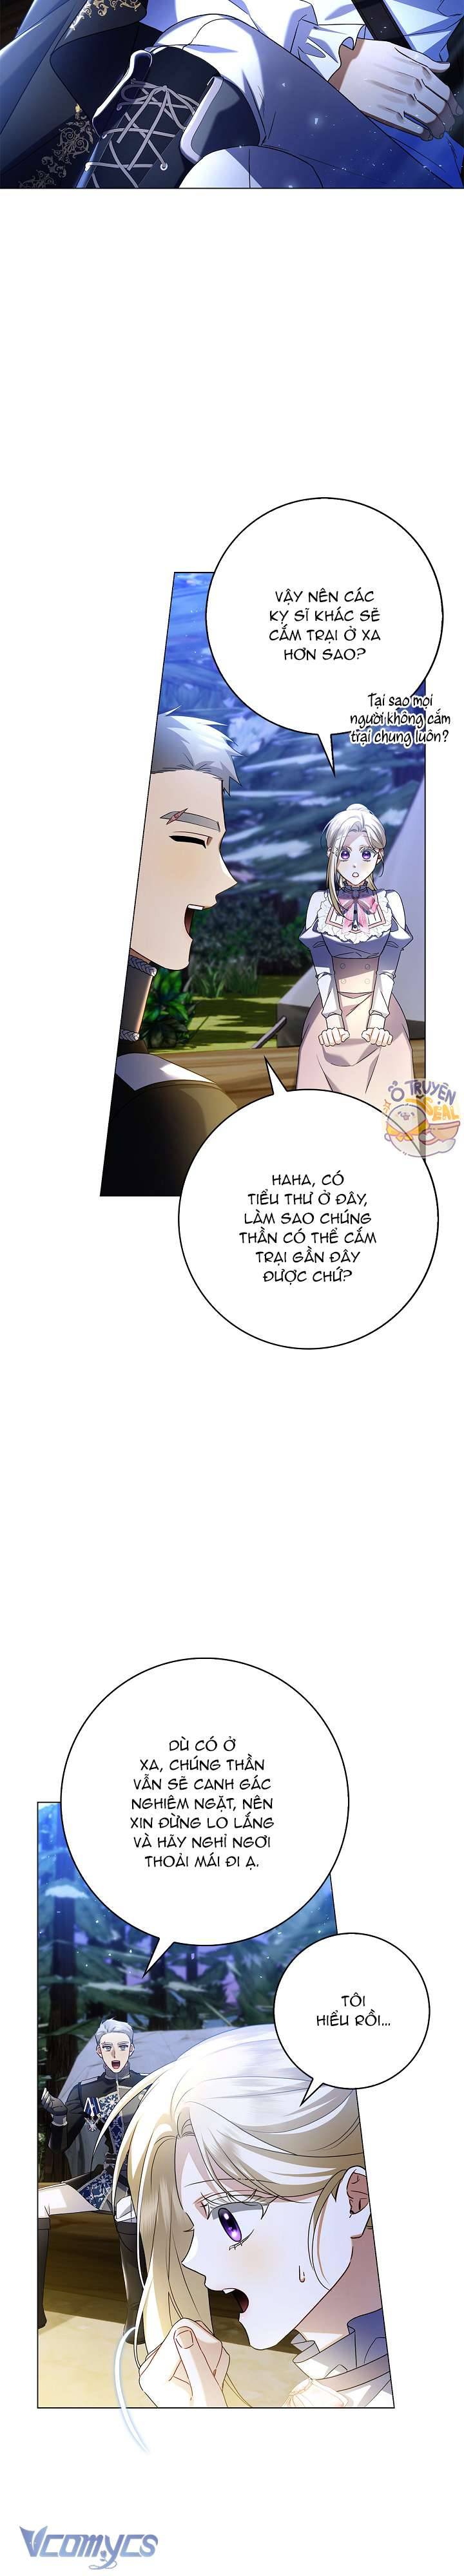 VẬY NÊN CÁC
KỴ SĨ KHÁC SẼ
CẮM TRẠI Ở XA
HƠN SAO?
Tại sao mọi
người không cắm
trại chung luôn?
Ổ TRUYỆN
SEAL
HAHA, CÓ
TIỂU THƯ Ở ĐÂY,
LÀM SAO CHÚNG
THẦN CÓ THỂ CẮM
TRẠI GẦN ĐÂY
ĐƯỢC CHỨ?
DÙ CÓ Ở
XA, CHÚNG THẦN
VẪN SẼ CANH GÁC
NGHIÊM NGẶT, NÊN
XIN ĐỪNG LO LẮNG
VÀ HÃY NGHỈ NGƠI
THOẢI MÁI ĐI Ạ.
TÔI
HIỂU RỒI...
Vcomycs